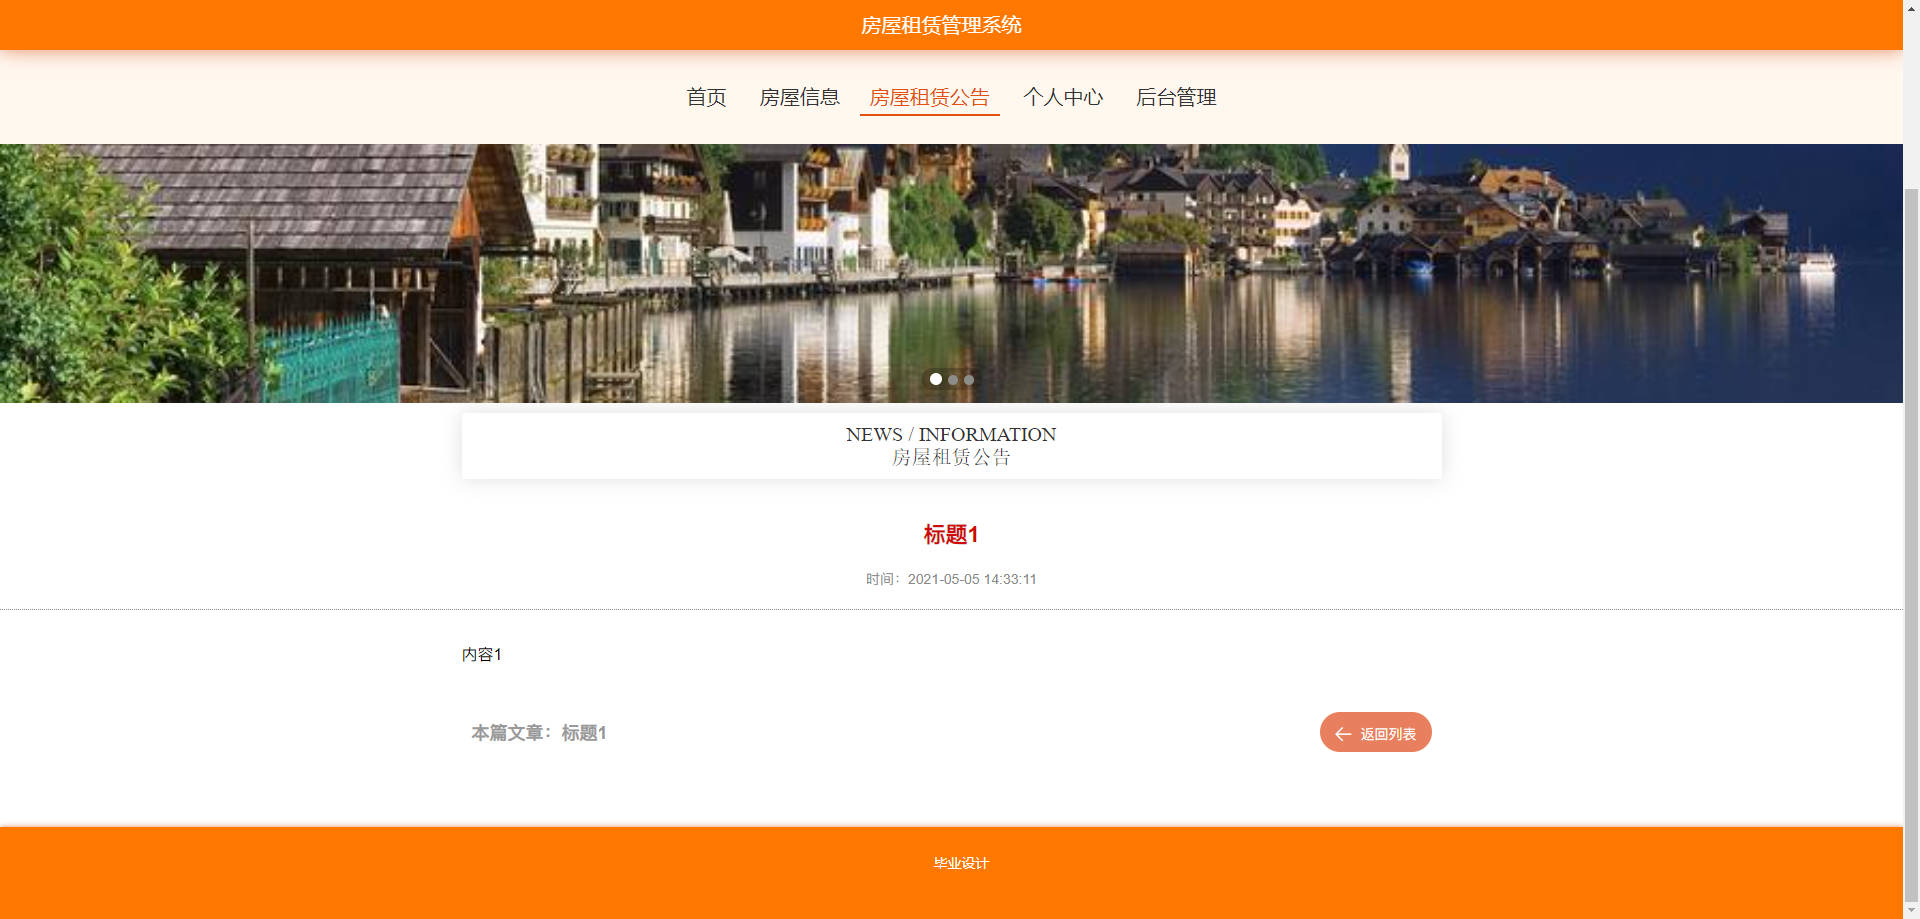 房屋租赁管理系统
首页 房屋信息 房屋租赁公告 个人中心 后台管理
NEWS / INFORMATION
房屋租赁公告
标题1
时间：2021-05-05 14:33:11
内容1
本篇文章：标题1
返回列表
毕业设计